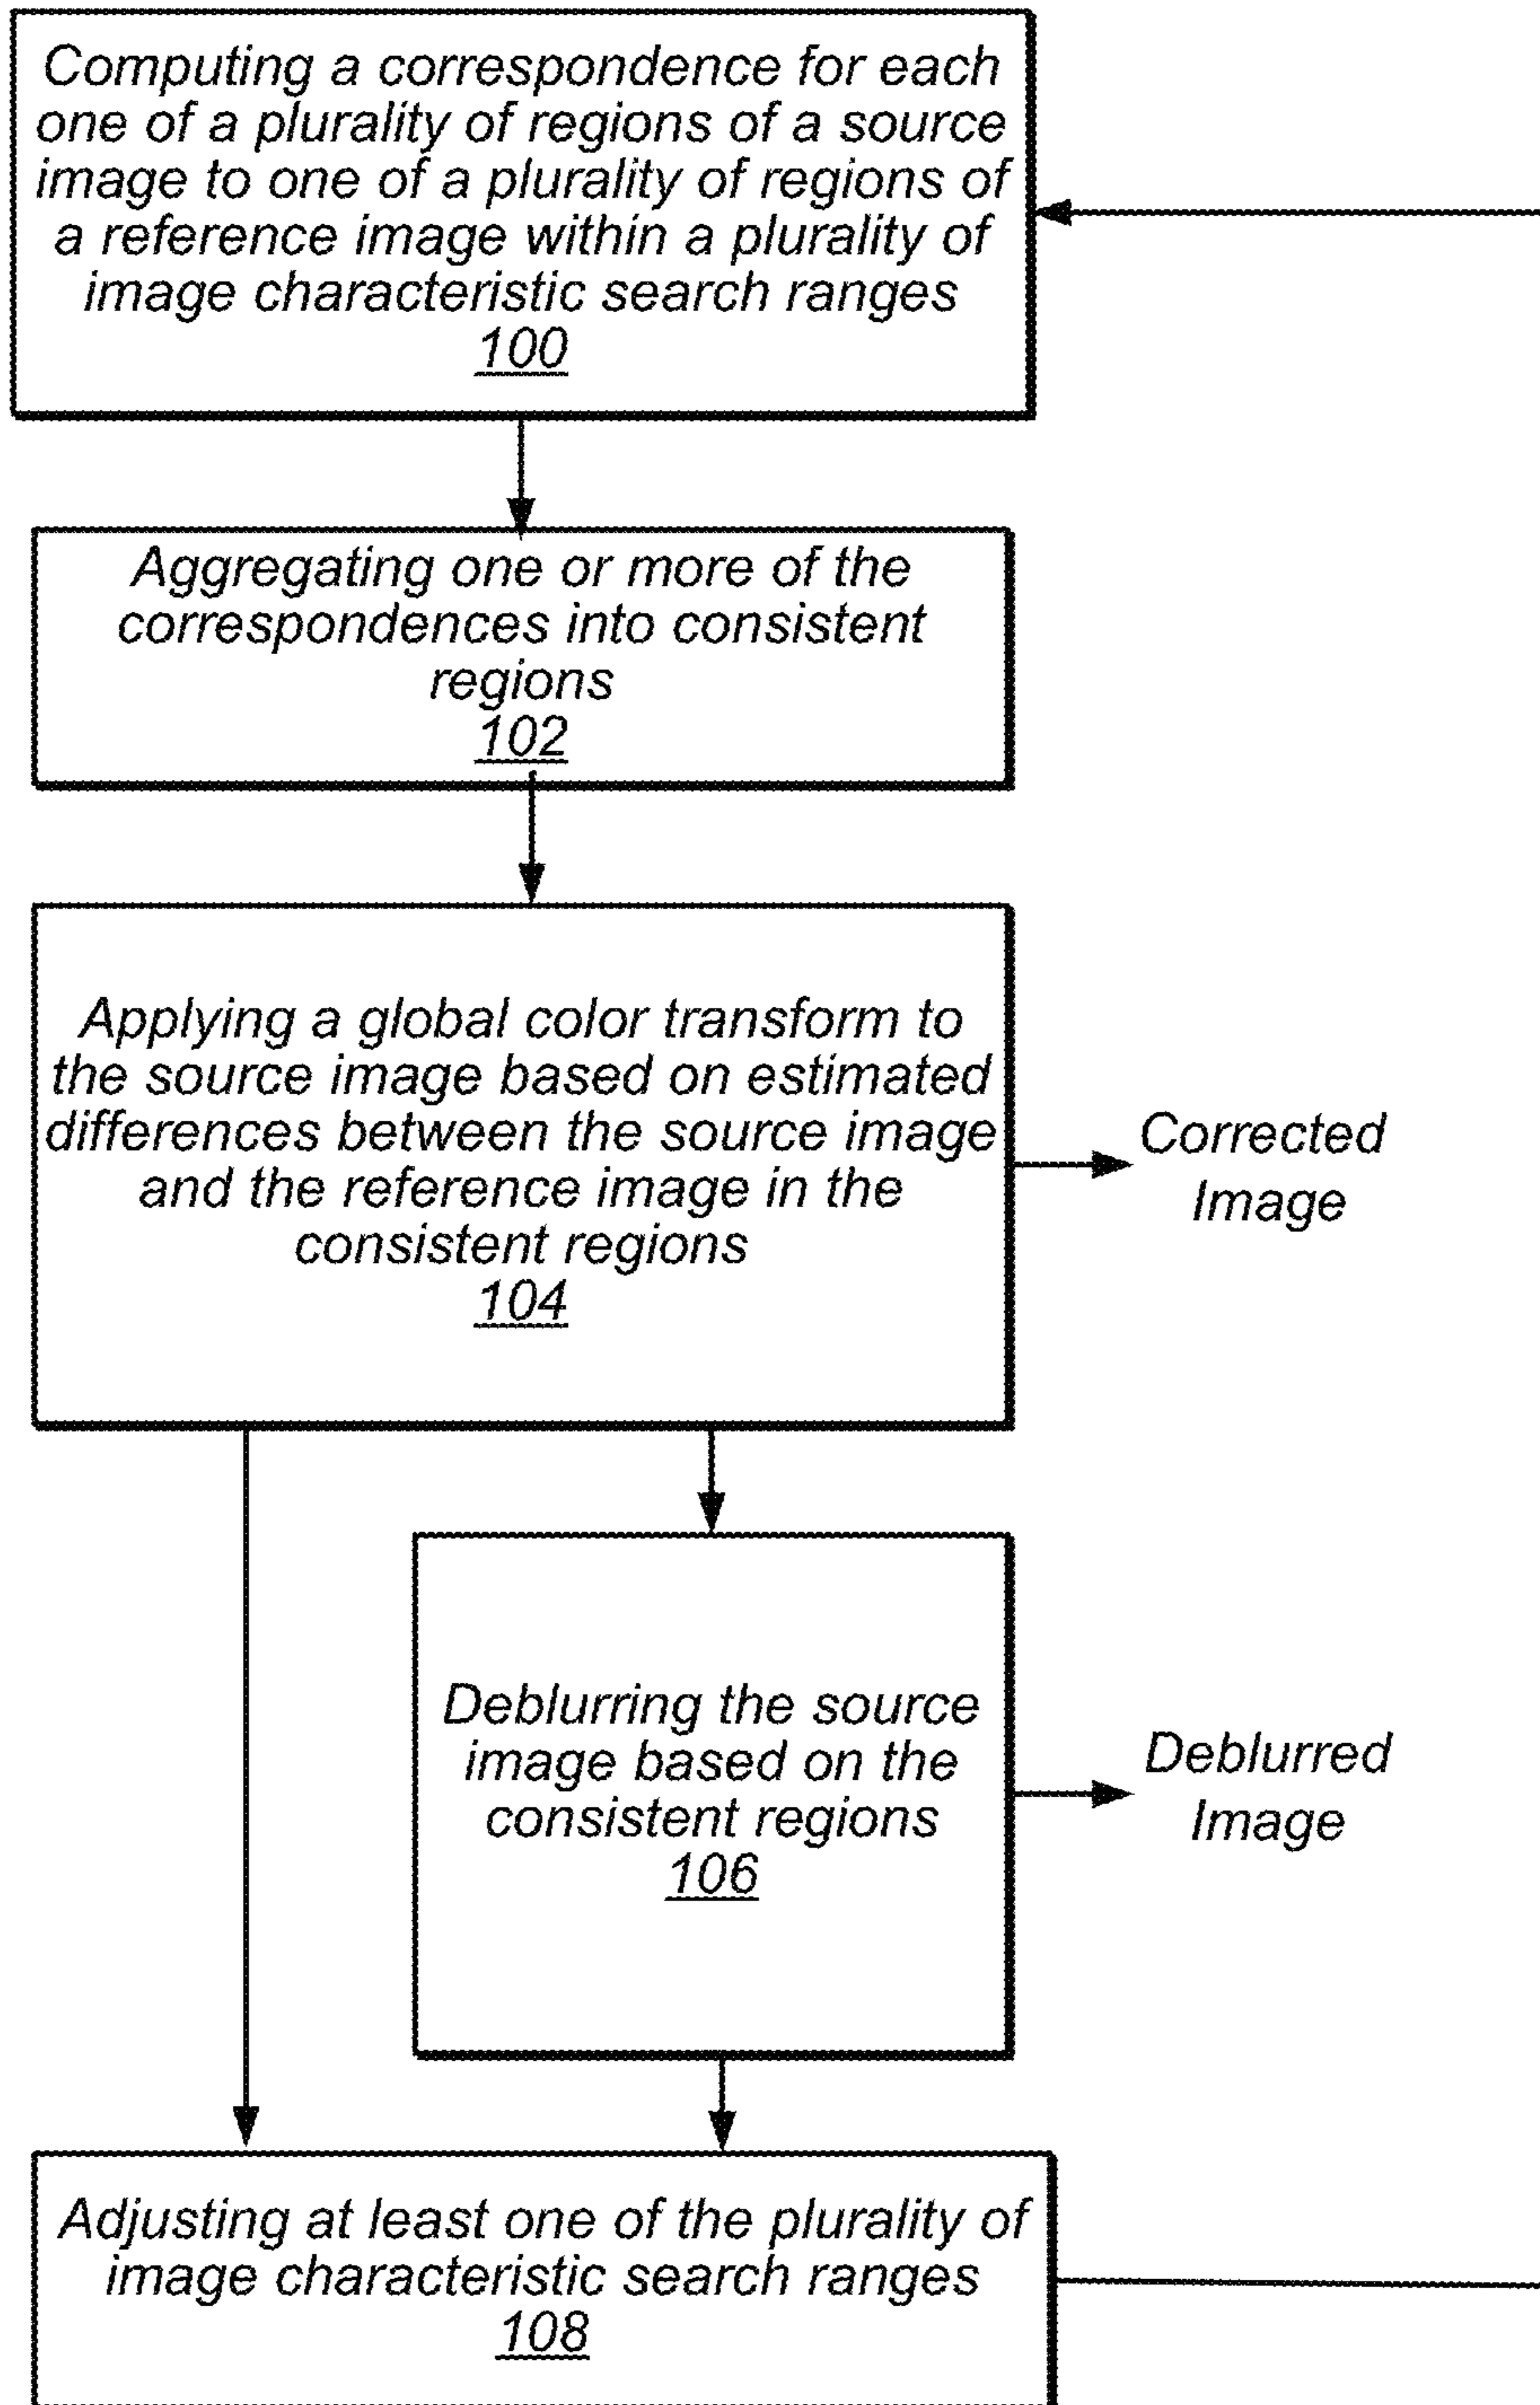 Computing a correspondence for each
one of a plurality of regions of a source
image to one of a plurality of regions of
a reference image within a plurality of
image characteristic search ranges
100
Aggregating one or more of the
correspondences into consistent
regions
102
Applying a global color transform to
the source image based on estimated
differences between the source image
and the reference image in the
consistent regions
104
Corrected
Image
Deblurring the source
image based on the
consistent regions
106
Deblurred
Image
Adjusting at least one of the plurality of
image characteristic search ranges
108